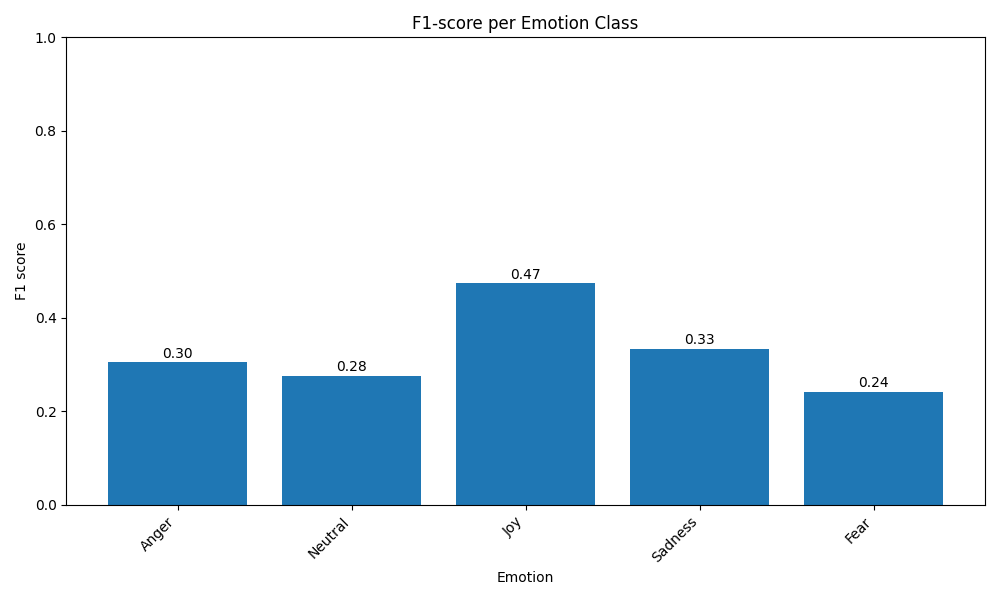 F1-score per Emotion Class
F1 score
1.0
0.8
0.6
0.4
0.2
0.0
0.30
0.28
0.47
0.33
0.24
Anger
Neutral
Joy
Sadness
Fear
Emotion